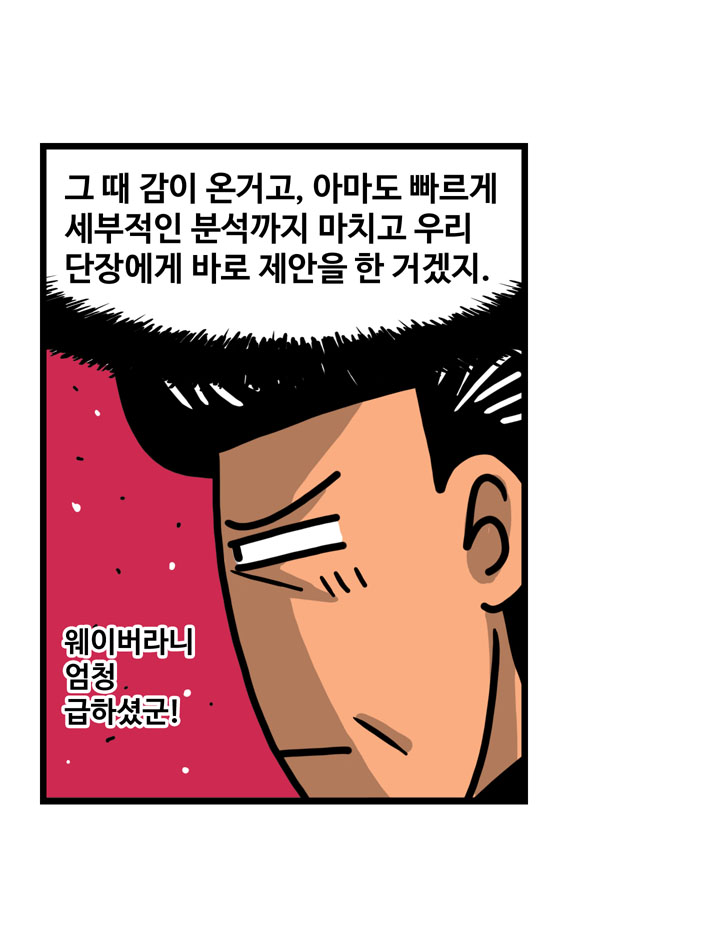 그 때 감이 온거고, 아마도 빠르게
세부적인 분석까지 마치고 우리
단장에게 바로 제안을 한 거겠지.
웨이버라니
엄청
급하셨군!